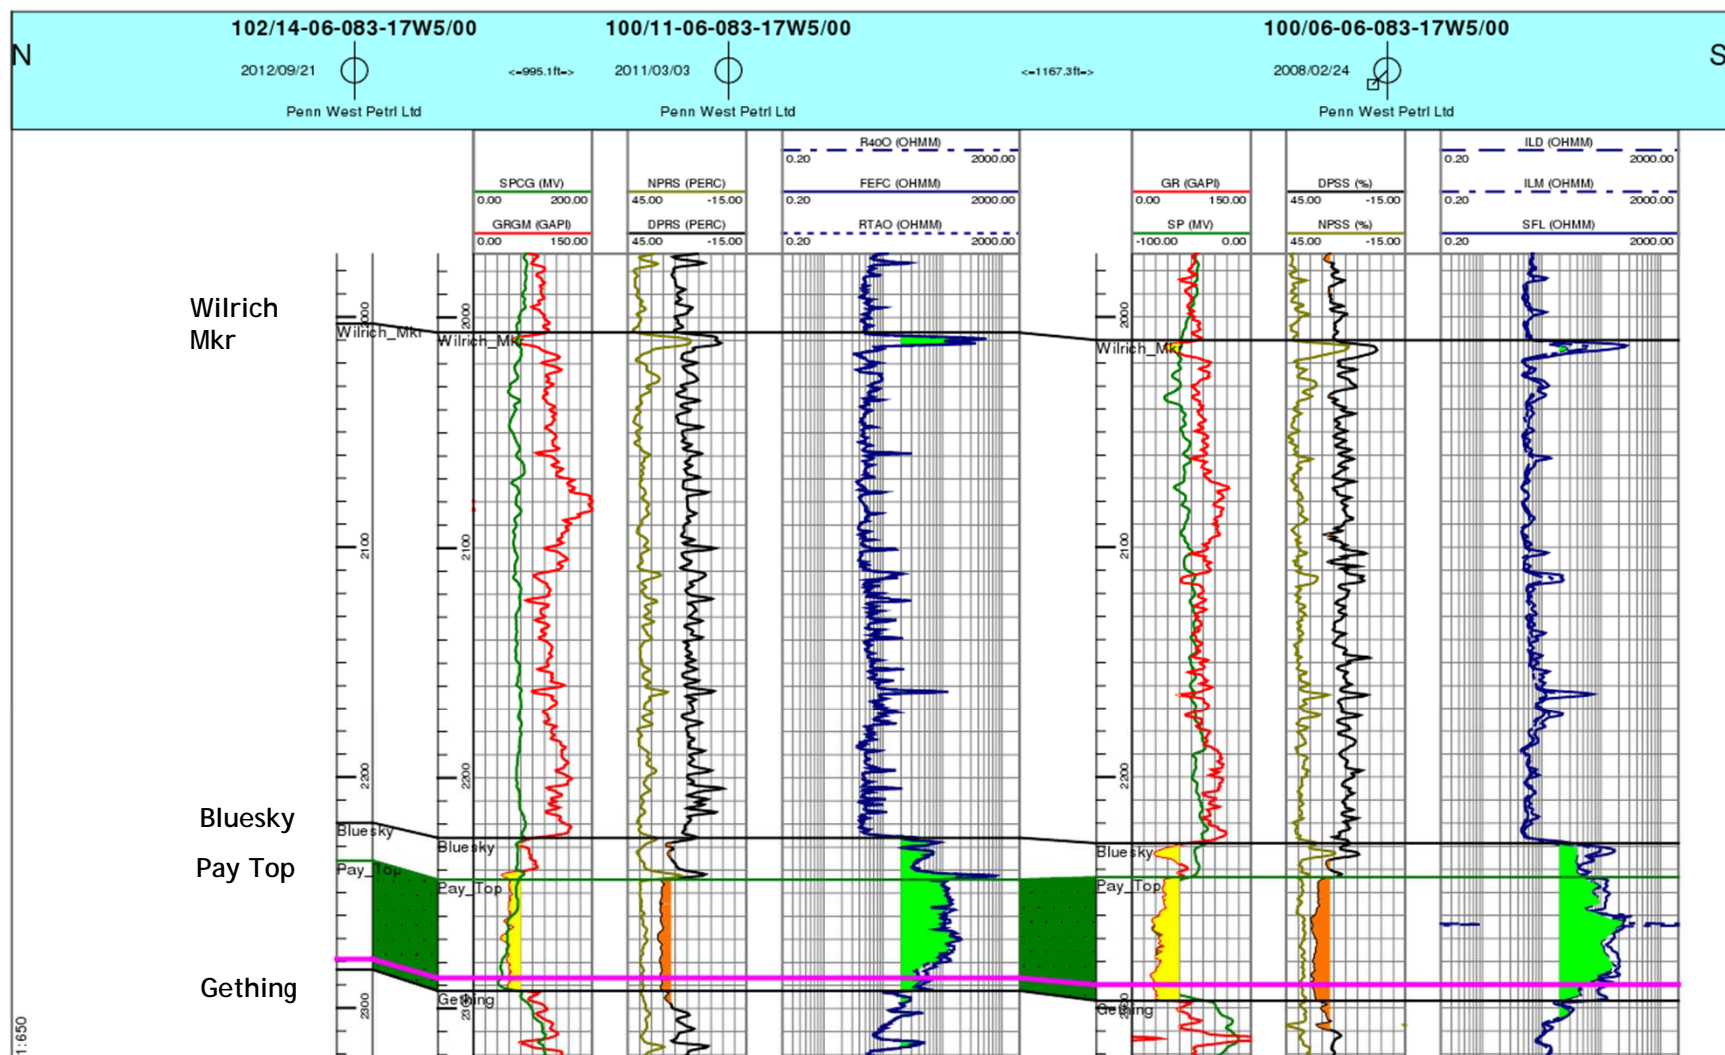 102/14-06-083-17W5/00 100/11-06-083-17W5/00 100/06-06-083-17W5/00
N S
2012/09/21 <=995.1ft=> 2011/03/03 <=1167.3ft=> 2008/02/24
Penn West Petrl Ltd Penn West Petrl Ltd Penn West Petrl Ltd
R40O (OHMM) ILD (OHMM)
0.20 2000.00 0.20 2000.00
SPCG (MV) NPRS (PERC) FEFC (OHMM) GR (GAPI) DPSS (%) ILM (OHMM)
0.00 200.00 45.00 -15.00 0.20 2000.00 0.00 150.00 45.00 -15.00 0.20 2000.00
GRGM (GAPI) DPRS (PERC) RTAO (OHMM) SP (MV) NPSS (%) SFL (OHMM)
0.00 150.00 45.00 -15.00 0.20 2000.00 -100.00 0.00 45.00 -15.00 0.20 2000.00
Wilrich
Mkr
2000 2000 2000
Wilrich_Mkr Wilrich_Mkr Wilrich_Mkr
2100 2100 2100
2200 2200 2200
Bluesky
Bluesky Bluesky Bluesky
Pay Top
Pay_Top Pay_Top Pay_Top
Gething
Gething Gething
2300 2300 2300
1:650